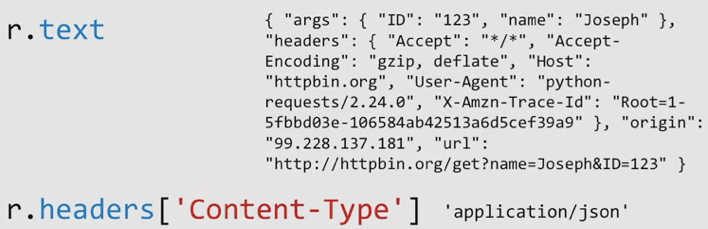 r.text
{ "args": { "ID": "123", "name": "Joseph" },
"headers": { "Accept": "*/*", "Accept-
Encoding": "gzip, deflate", "Host":
"httpbin.org", "User-Agent": "python-
requests/2.24.0", "X-Amzn-Trace-Id": "Root=1-
5fbbd03e-106584ab42513a6d5cef39a9" }, "origin":
"99.228.137.181", "url":
"http://httpbin.org/get?name=Joseph&ID=123" }
r.headers['Content-Type'] 'application/json'